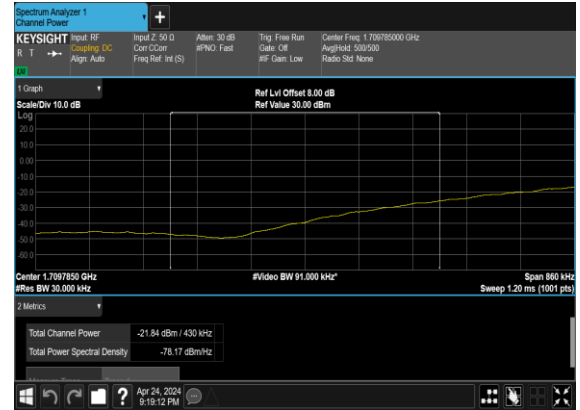 Spectrum Analyzer 1
Channel Power
KEYSIGHT
R T
Input: RF
Coupling: DC
Align: Auto
Input Z: 50 Ω
Corr CCorr
Freq Ref: Int (S)
Atten: 30 dB
#PNO: Fast
Trig: Free Run
Gate: Off
#IF Gain: Low
Center Freq: 1.709785000 GHz
Avg|Hold: 500/500
Radio Std: None
1 Graph
Scale/Div 10.0 dB
Ref Lvl Offset 8.00 dB
Ref Value 30.00 dBm
Log
20.0
10.0
0.00
-10.0
-20.0
-30.0
-40.0
-50.0
-60.0
Center 1.7097850 GHz
#Res BW 30.000 kHz
#Video BW 91.000 kHz*
Span 860 kHz
Sweep 1.20 ms (1001 pts)
2 Metrics
Total Channel Power -21.84 dBm / 430 kHz
Total Power Spectral Density -78.17 dBm/Hz
?
Apr 24, 2024
9:19:12 PM